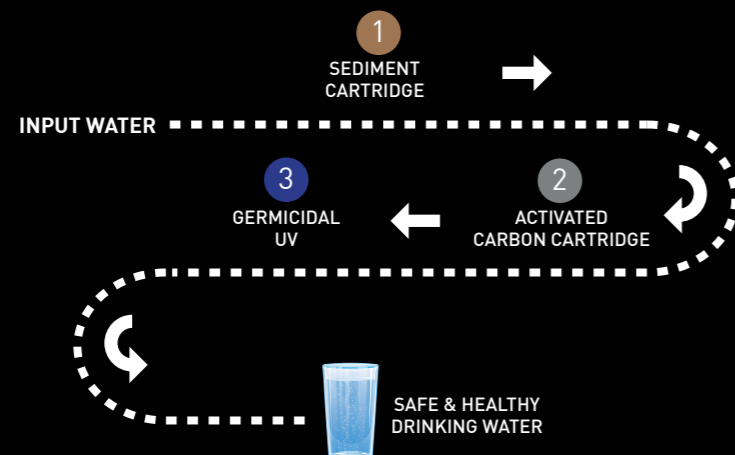 1
SEDIMENT
CARTRIDGE
INPUT WATER
3
GERMICIDAL
UV
2
ACTIVATED
CARBON CARTRIDGE
SAFE & HEALTHY
DRINKING WATER